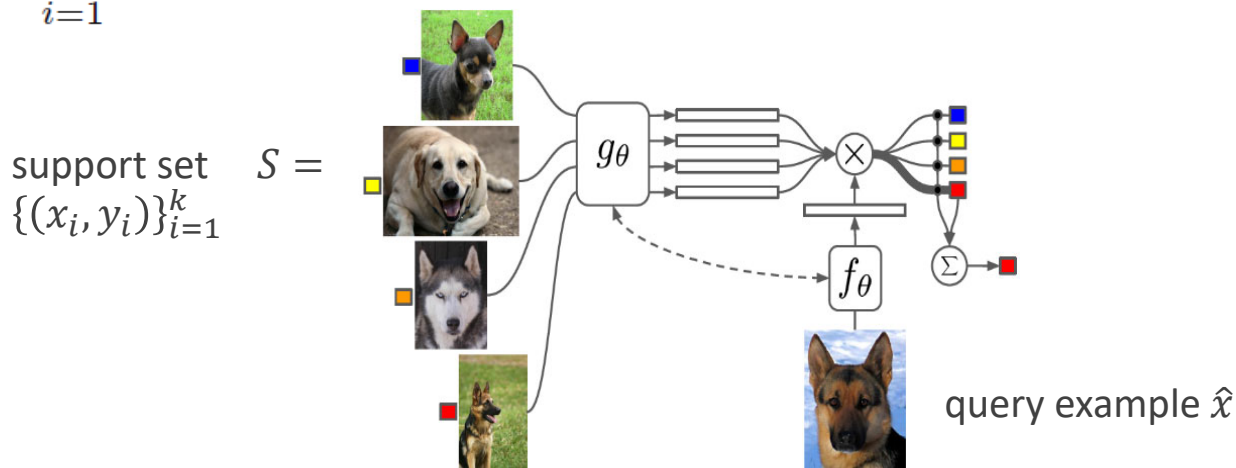 i=1
support set S =
{(x_i, y_i)}_{i=1}^k
g_θ
×
f_θ
Σ
query example x̂